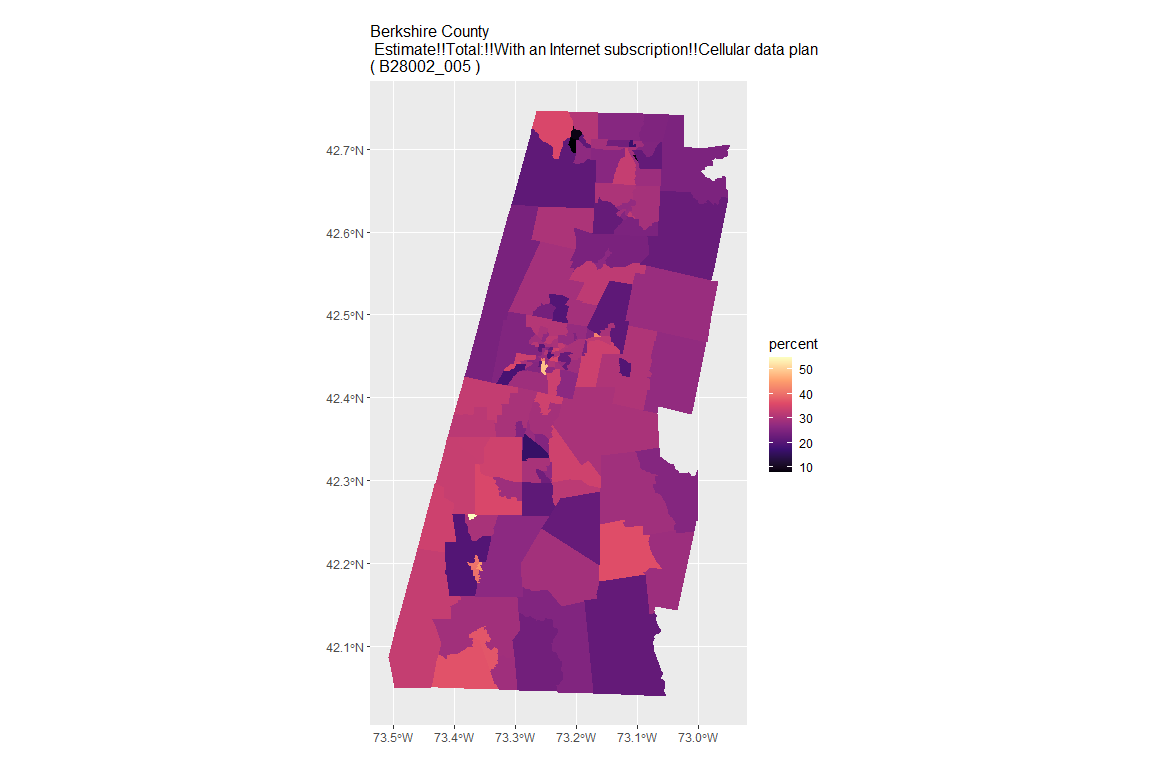 Berkshire County
Estimate!!Total:!!With an Internet subscription!!Cellular data plan
( B28002_005 )
42.7°N
42.6°N
42.5°N
42.4°N
42.3°N
42.2°N
42.1°N
73.5°W 73.4°W 73.3°W 73.2°W 73.1°W 73.0°W
percent
50
40
30
20
10